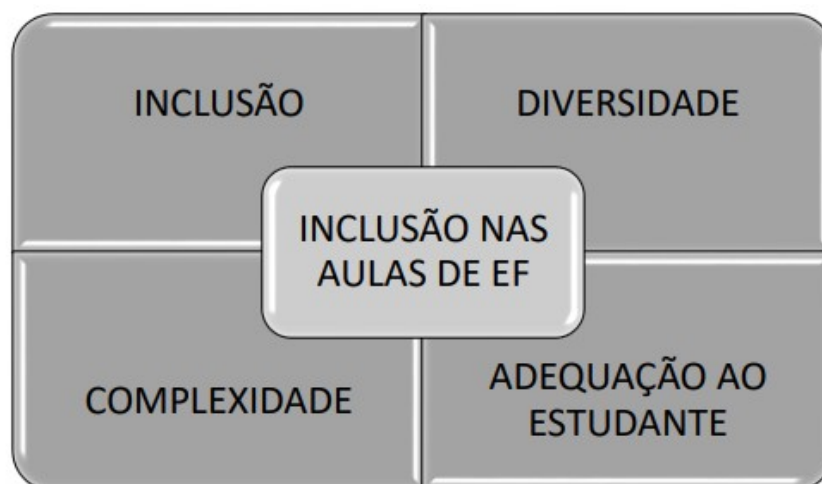 INCLUSÃO
DIVERSIDADE
INCLUSÃO NAS
AULAS DE EF
COMPLEXIDADE
ADEQUAÇÃO AO
ESTUDANTE